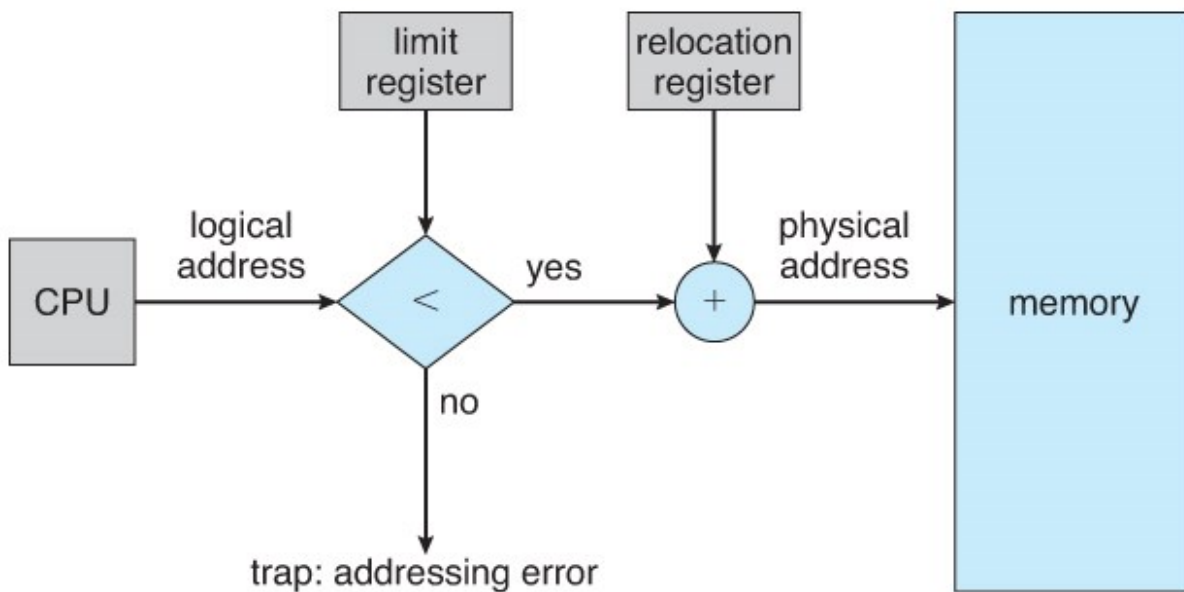 limit
register
relocation
register
logical
address
physical
address
CPU
<
yes
+
memory
no
trap: addressing error